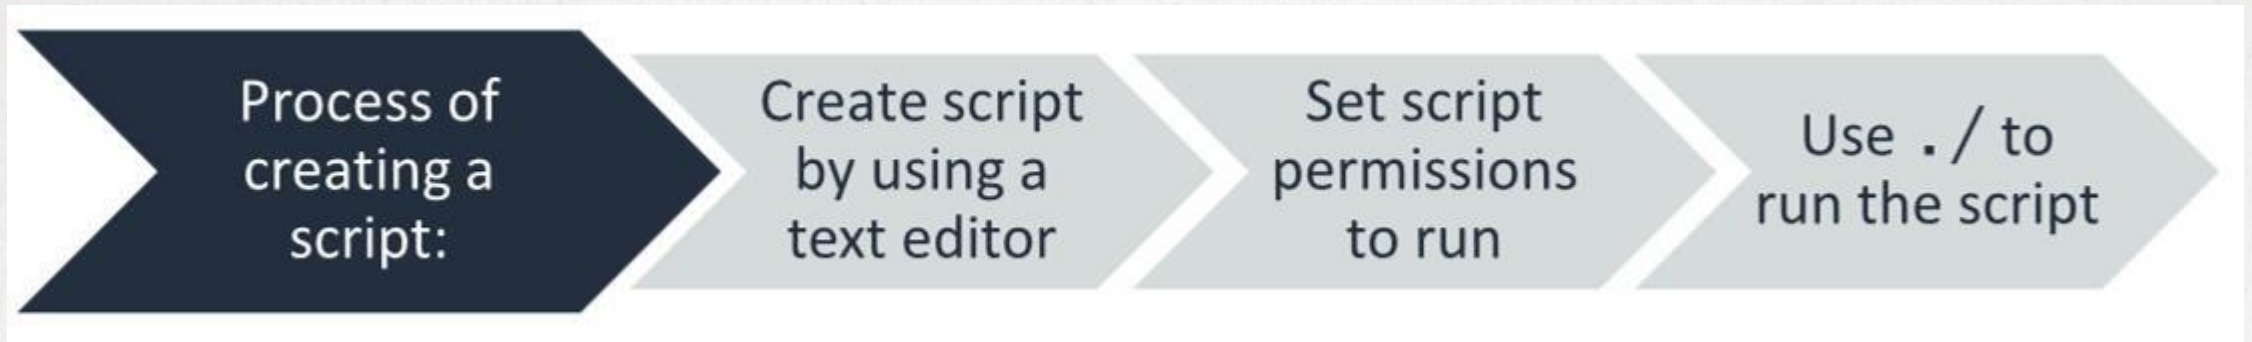 Process of
creating a
script:
Create script
by using a
text editor
Set script
permissions
to run
Use ./ to
run the script